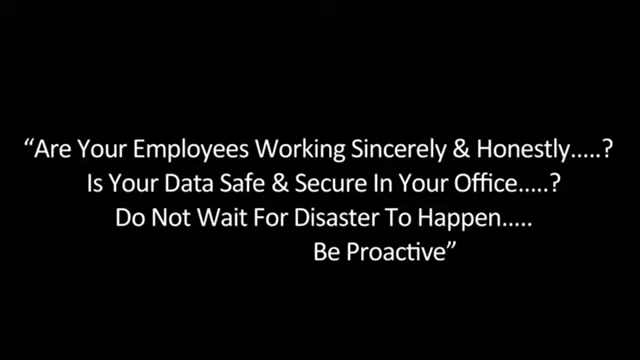 “Are Your Employees Working Sincerely & Honestly.....?
Is Your Data Safe & Secure In Your Office.....?
Do Not Wait For Disaster To Happen.....
Be Proactive”